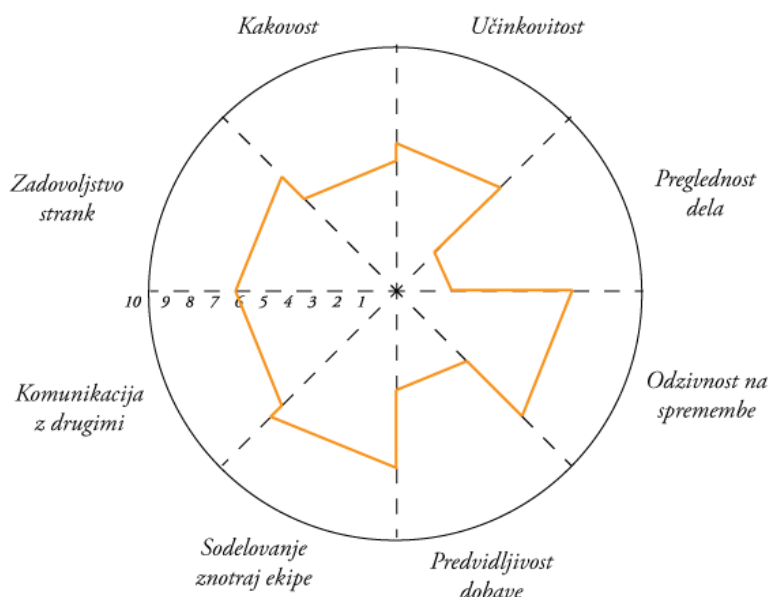 Kakovost
Učinkovitost
Zadovoljstvo
strank
Preglednost
dela
10 9 8 7 6 5 4 3 2 1
Komunikacija
z drugimi
Odzivnost na
spremembe
Sodelovanje
znotraj ekipe
Predvidljivost
dobave